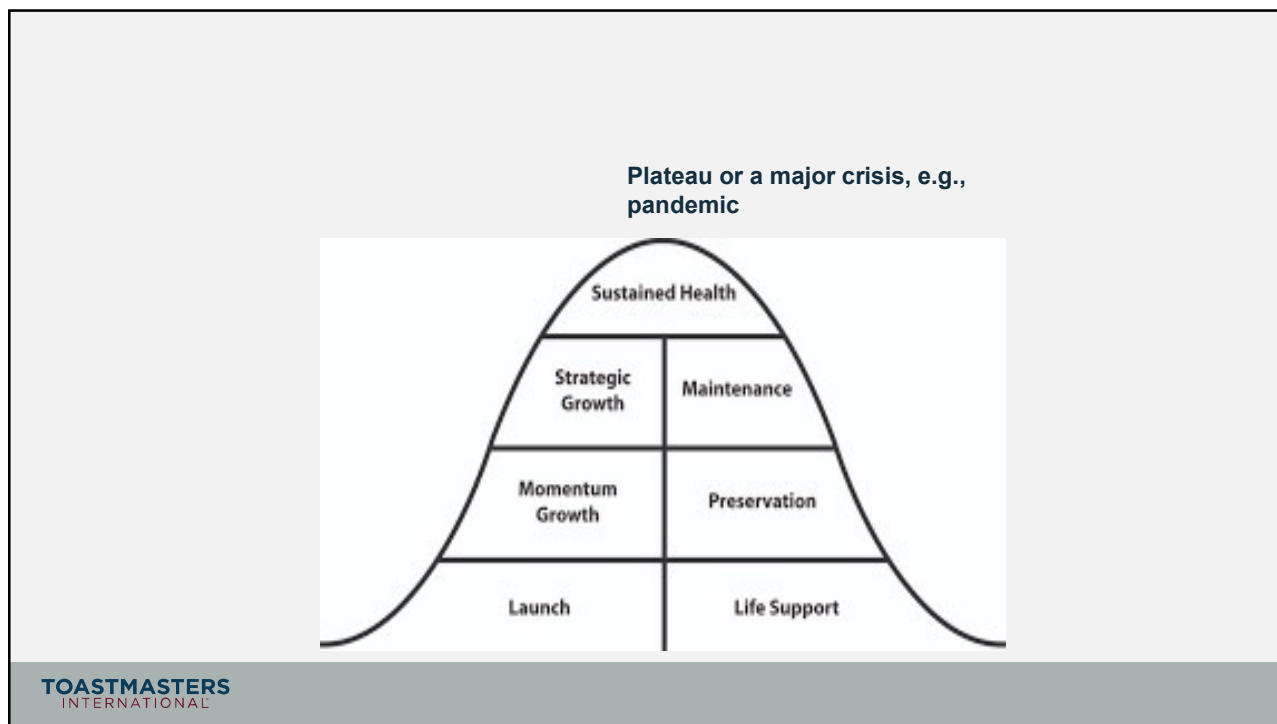 Plateau or a major crisis, e.g.,
pandemic
Sustained Health
Strategic
Growth
Maintenance
Momentum
Growth
Preservation
Launch
Life Support
TOASTMASTERS
INTERNATIONAL